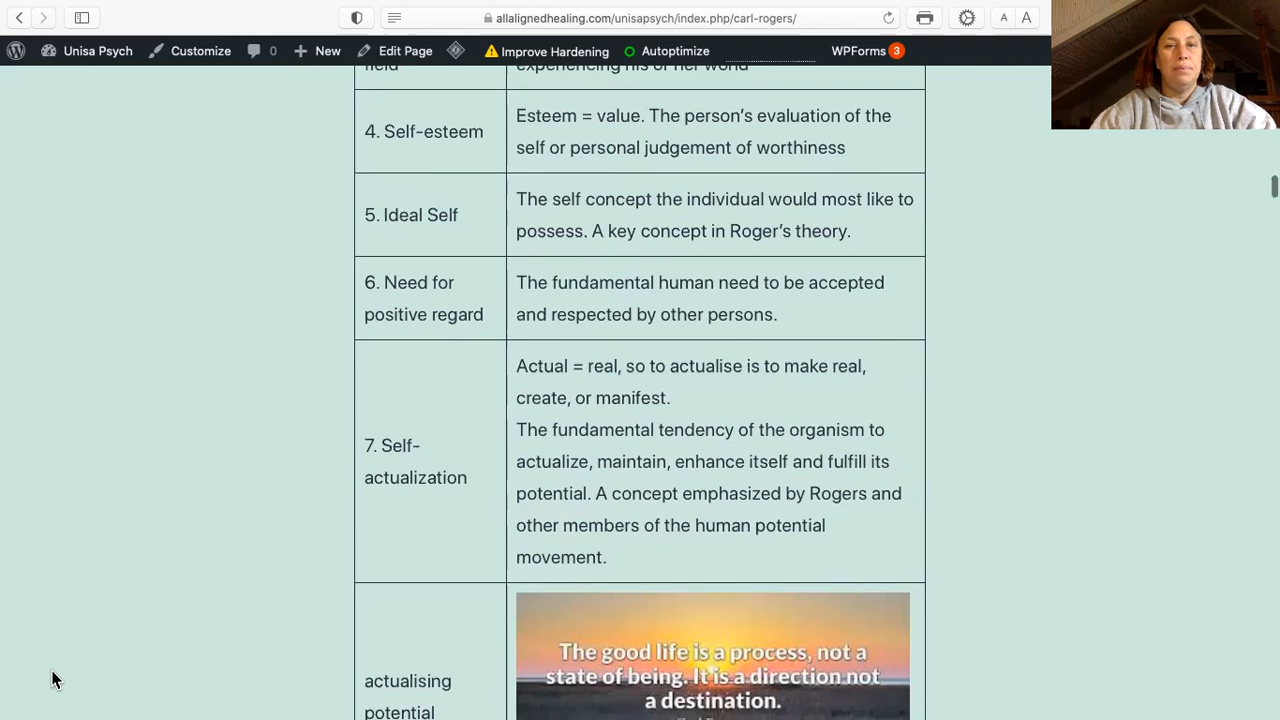 allalignedhealing.com/unisapsych/index.php/carl-rogers/
A A
Unisa Psych Customize 0 New Edit Page Improve Hardening Autoptimize WPForms 3
field
experiencing his or her world
4. Self-esteem
Esteem = value. The person's evaluation of the
self or personal judgement of worthiness
5. Ideal Self
The self concept the individual would most like to
possess. A key concept in Roger's theory.
6. Need for
positive regard
The fundamental human need to be accepted
and respected by other persons.
7. Self-
actualization
Actual = real, so to actualise is to make real,
create, or manifest.
The fundamental tendency of the organism to
actualize, maintain, enhance itself and fulfill its
potential. A concept emphasized by Rogers and
other members of the human potential
movement.
actualising
potential
The good life is a process, not a
state of being. It is a direction not
a destination.